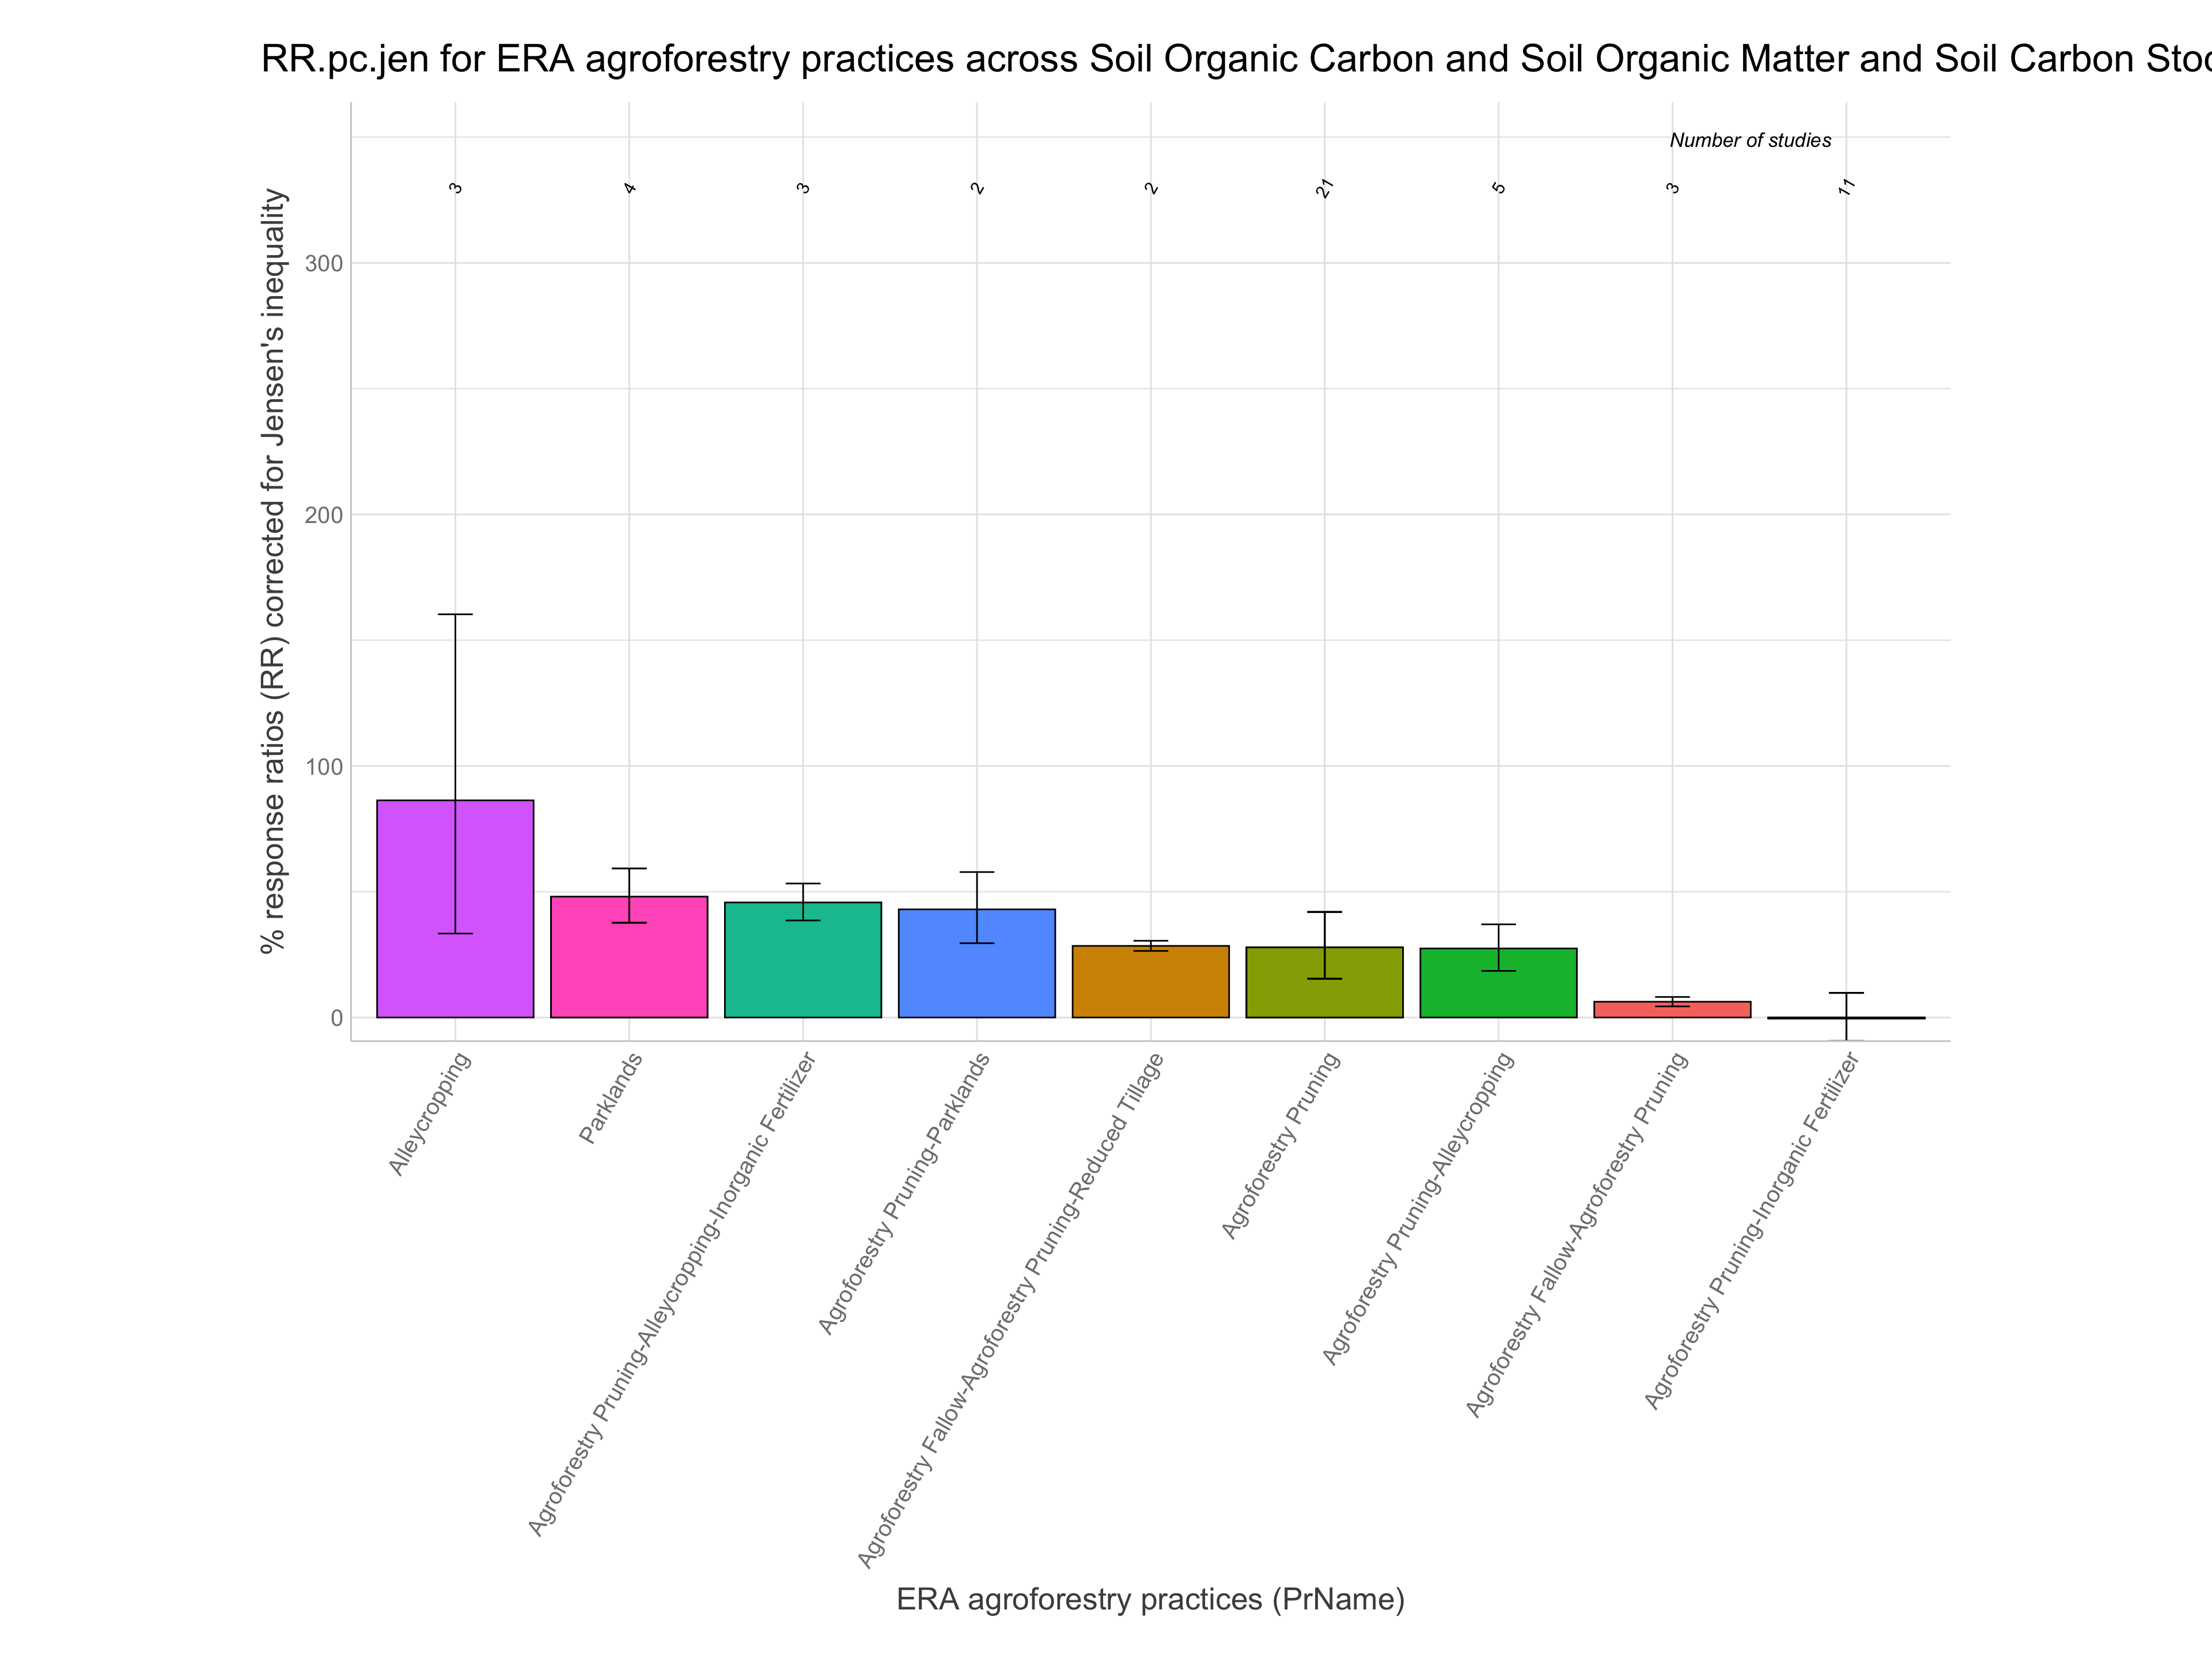 RR.pc.jen for ERA agroforestry practices across Soil Organic Carbon and Soil Organic Matter and Soil Carbon Stoc
Number of studies
3
4
3
2
2
21
5
3
11
% response ratios (RR) corrected for Jensen's inequality
300
200
100
0
Alleycropping
Parklands
Agroforestry Pruning-Alleycropping-Inorganic Fertilizer
Agroforestry Pruning-Parklands
Agroforestry Fallow-Agroforestry Pruning-Reduced Tillage
Agroforestry Pruning
Agroforestry Pruning-Alleycropping
Agroforestry Fallow-Agroforestry Pruning
Agroforestry Pruning-Inorganic Fertilizer
ERA agroforestry practices (PrName)